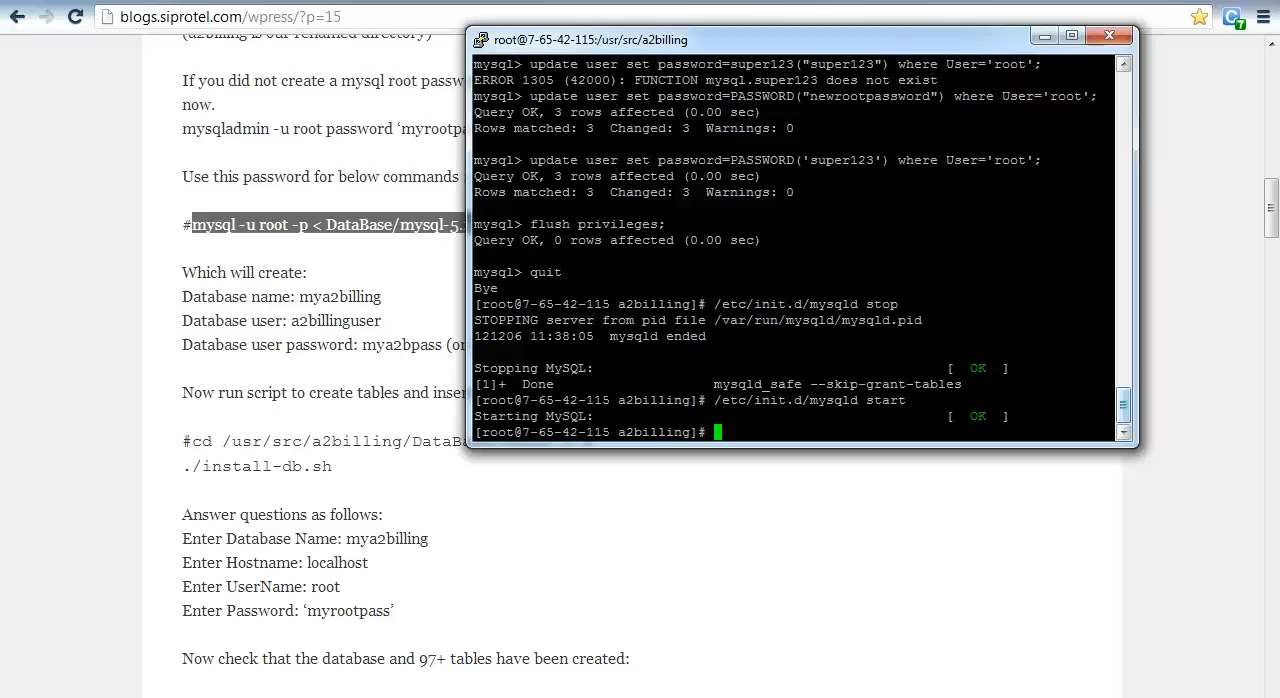 blogs.siprotel.com/wpress/?p=15
(a2billing is our renamed directory)
If you did not create a mysql root passw
now.
mysqladmin -u root password ‘myrootpa
Use this password for below commands
#mysql -u root -p < DataBase/mysql-5.
Which will create:
Database name: mya2billing
Database user: a2billinguser
Database user password: mya2bpass (or
Now run script to create tables and inser
#cd /usr/src/a2billing/DataBa
./install-db.sh
Answer questions as follows:
Enter Database Name: mya2billing
Enter Hostname: localhost
Enter UserName: root
Enter Password: ‘myrootpass’
Now check that the database and 97+ tables have been created:
root@7-65-42-115:/usr/src/a2billing
mysql> update user set password=super123("super123") where User='root';
ERROR 1305 (42000): FUNCTION mysql.super123 does not exist
mysql> update user set password=PASSWORD("newrootpassword") where User='root';
Query OK, 3 rows affected (0.00 sec)
Rows matched: 3  Changed: 3  Warnings: 0
mysql> update user set password=PASSWORD('super123') where User='root';
Query OK, 3 rows affected (0.00 sec)
Rows matched: 3  Changed: 3  Warnings: 0
mysql> flush privileges;
Query OK, 0 rows affected (0.00 sec)
mysql> quit
Bye
[root@7-65-42-115 a2billing]# /etc/init.d/mysqld stop
STOPPING server from pid file /var/run/mysqld/mysqld.pid
121206 11:38:05  mysqld ended
Stopping MySQL: [  OK  ]
[1]+  Done mysqld_safe --skip-grant-tables
[root@7-65-42-115 a2billing]# /etc/init.d/mysqld start
Starting MySQL: [  OK  ]
[root@7-65-42-115 a2billing]#